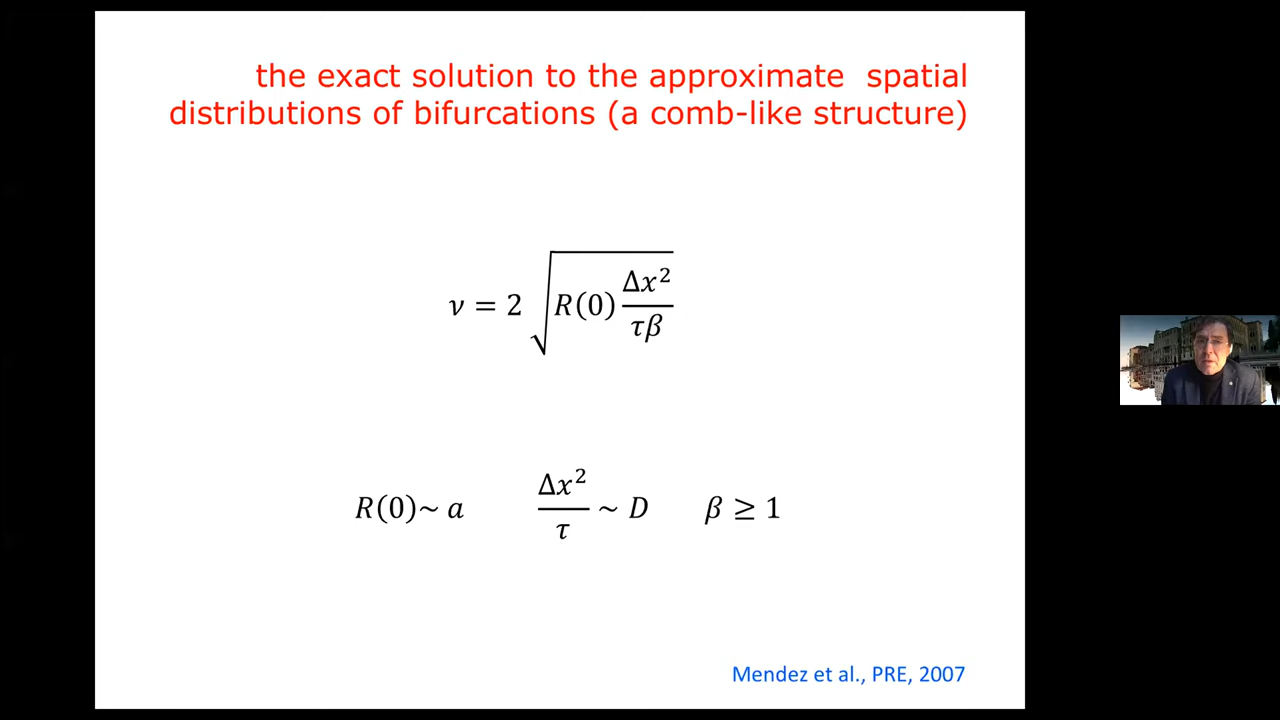 the exact solution to the approximate spatial
distributions of bifurcations (a comb-like structure)
ν = 2 √(R(0) Δx²/(τβ))
R(0)~ a Δx²/τ ~ D β ≥ 1
Mendez et al., PRE, 2007